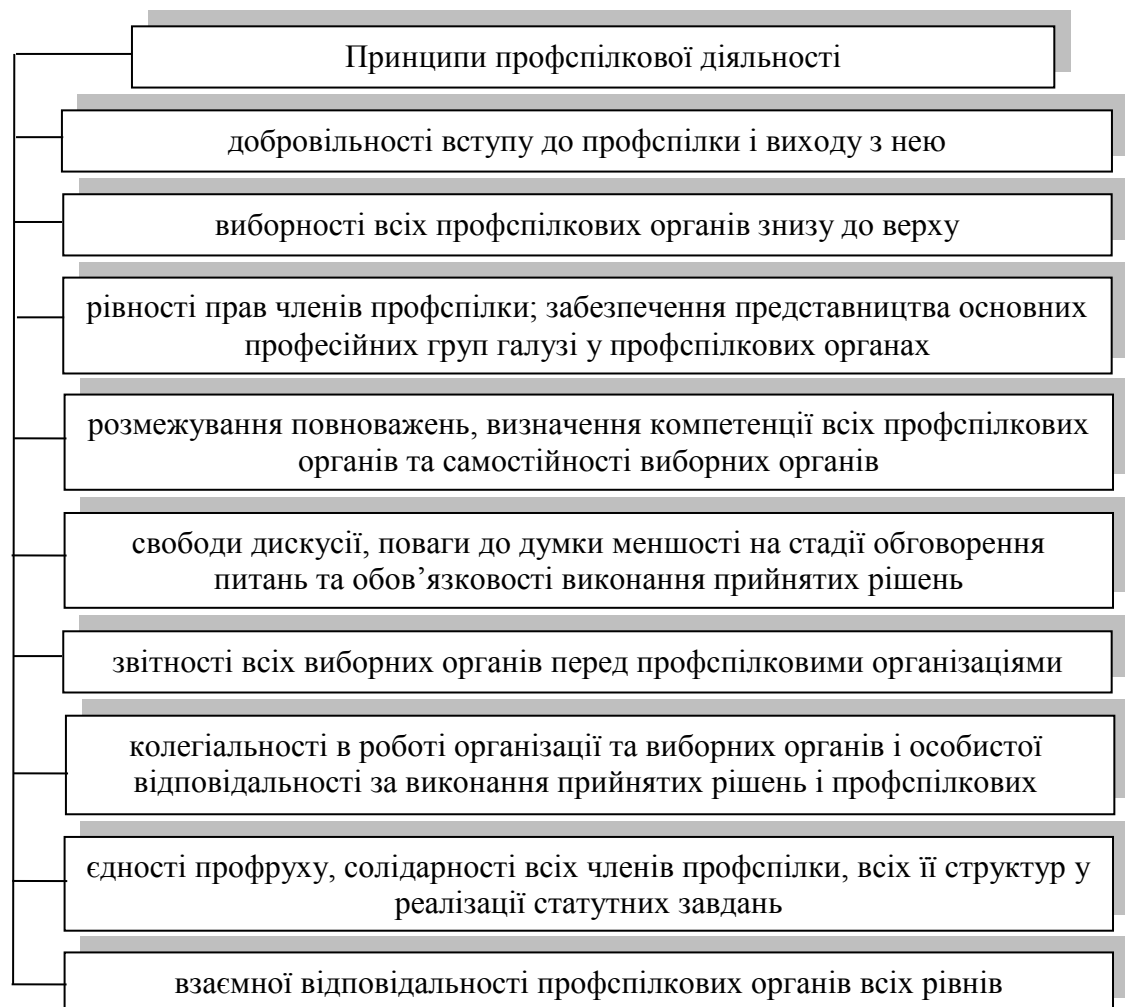 Принципи профспілкової діяльності
добровільності вступу до профспілки і виходу з нею
виборності всіх профспілкових органів знизу до верху
рівності прав членів профспілки; забезпечення представництва основних
професійних груп галузі у профспілкових органах
розмежування повноважень, визначення компетенції всіх профспілкових
органів та самостійності виборних органів
свободи дискусії, поваги до думки меншості на стадії обговорення
питань та обов’язковості виконання прийнятих рішень
звітності всіх виборних органів перед профспілковими організаціями
колегіальності в роботі організації та виборних органів і особистої
відповідальності за виконання прийнятих рішень і профспілкових
єдності профруху, солідарності всіх членів профспілки, всіх її структур у
реалізації статутних завдань
взаємної відповідальності профспілкових органів всіх рівнів